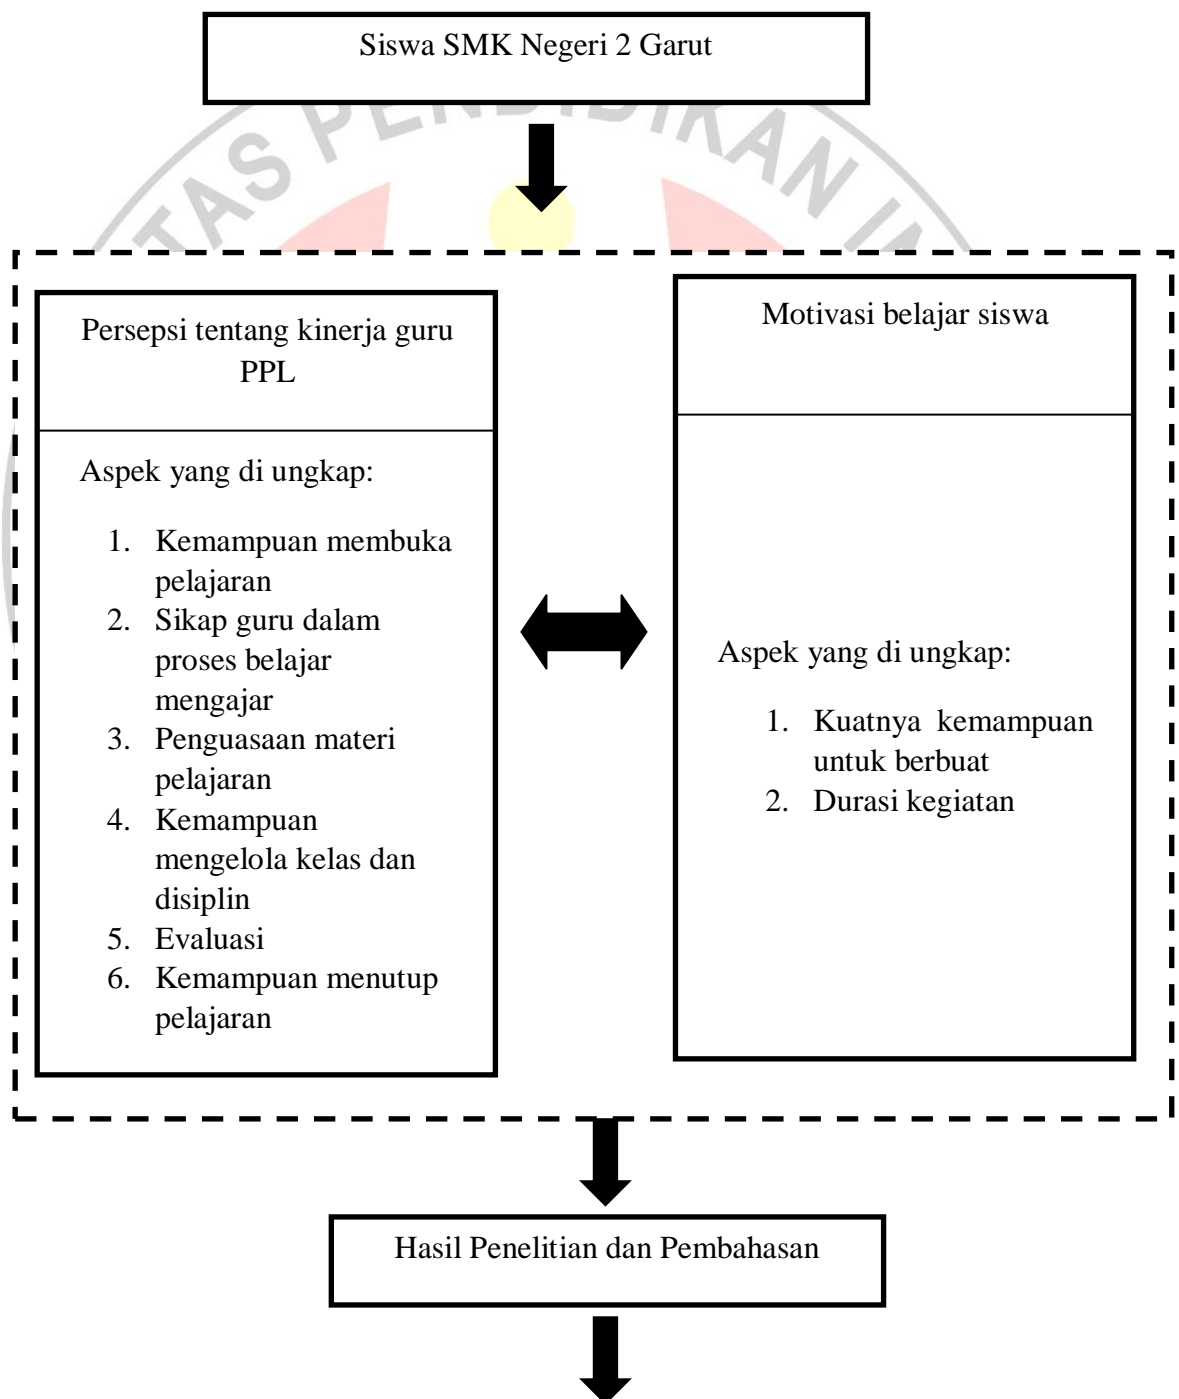 Siswa SMK Negeri 2 Garut
TAS PENDIDIKAN
Persepsi tentang kinerja guru
PPL
Aspek yang di ungkap:
1. Kemampuan membuka
pelajaran
2. Sikap guru dalam
proses belajar
mengajar
3. Penguasaan materi
pelajaran
4. Kemampuan
mengelola kelas dan
disiplin
5. Evaluasi
6. Kemampuan menutup
pelajaran
Motivasi belajar siswa
Aspek yang di ungkap:
1. Kuatnya kemampuan
untuk berbuat
2. Durasi kegiatan
Hasil Penelitian dan Pembahasan